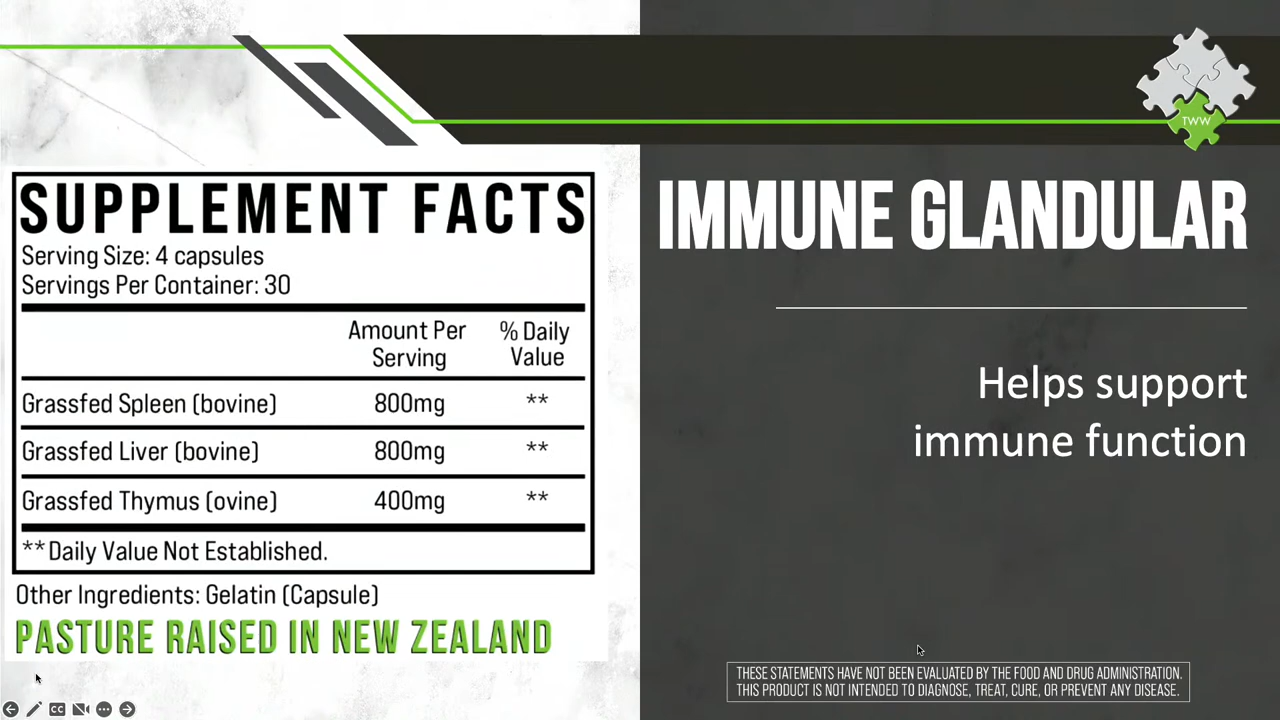 TWW
SUPPLEMENT FACTS
Serving Size: 4 capsules
Servings Per Container: 30
Amount Per % Daily
Serving Value
Grassfed Spleen (bovine) 800mg **
Grassfed Liver (bovine) 800mg **
Grassfed Thymus (ovine) 400mg **
**Daily Value Not Established.
Other Ingredients: Gelatin (Capsule)
PASTURE RAISED IN NEW ZEALAND
IMMUNE GLANDULAR
Helps support
immune function
THESE STATEMENTS HAVE NOT BEEN EVALUATED BY THE FOOD AND DRUG ADMINISTRATION.
THIS PRODUCT IS NOT INTENDED TO DIAGNOSE, TREAT, CURE, OR PREVENT ANY DISEASE.
CC